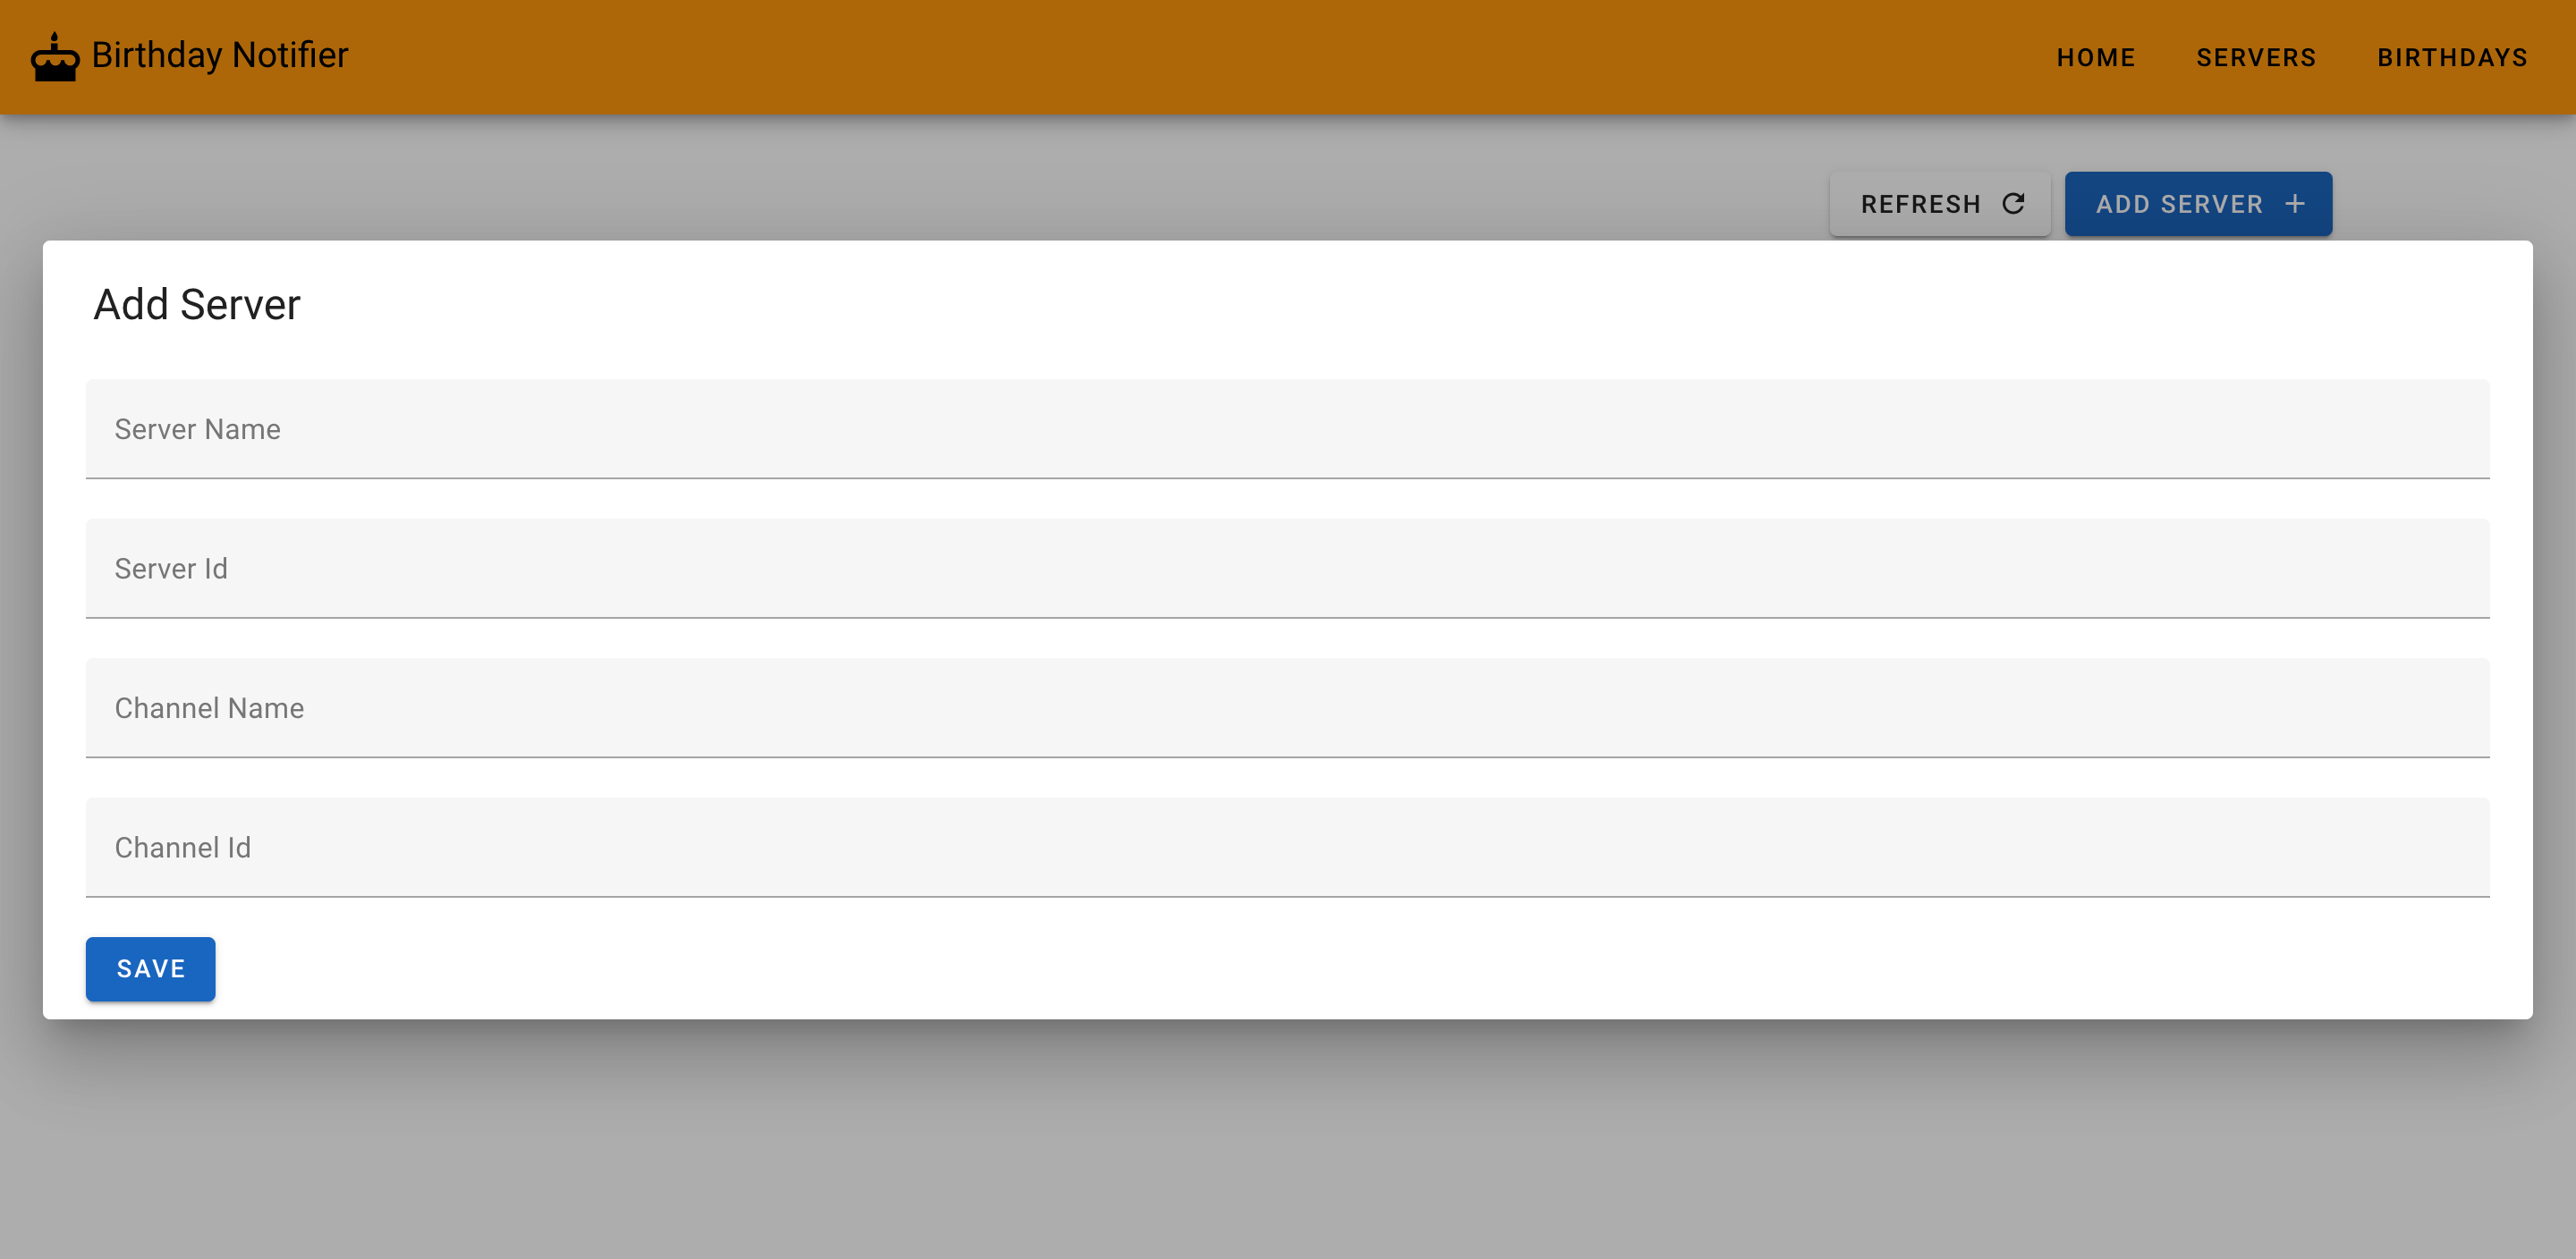 Birthday Notifier
HOME SERVERS BIRTHDAYS
REFRESH ADD SERVER
Add Server
Server Name
Server Id
Channel Name
Channel Id
SAVE